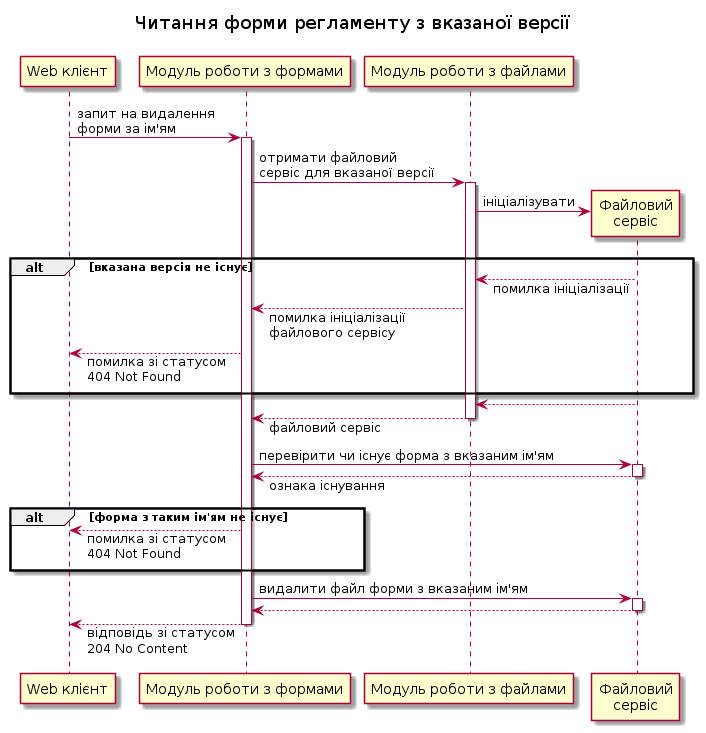 Читання форми регламенту з вказаної версії
Web клієнт
Модуль роботи з формами
Модуль роботи з файлами
запит на видалення
форми за ім'ям
отримати файловий
сервіс для вказаної версії
ініціалізувати
Файловий
сервіс
alt
[вказана версія не існує]
помилка ініціалізації
помилка ініціалізації
файлового сервісу
помилка зі статусом
404 Not Found
файловий сервіс
перевірити чи існує форма з вказаним ім'ям
ознака існування
alt
[форма з таким ім'ям не існує]
помилка зі статусом
404 Not Found
видалити файл форми з вказаним ім'ям
відповідь зі статусом
204 No Content
Web клієнт
Модуль роботи з формами
Модуль роботи з файлами
Файловий
сервіс